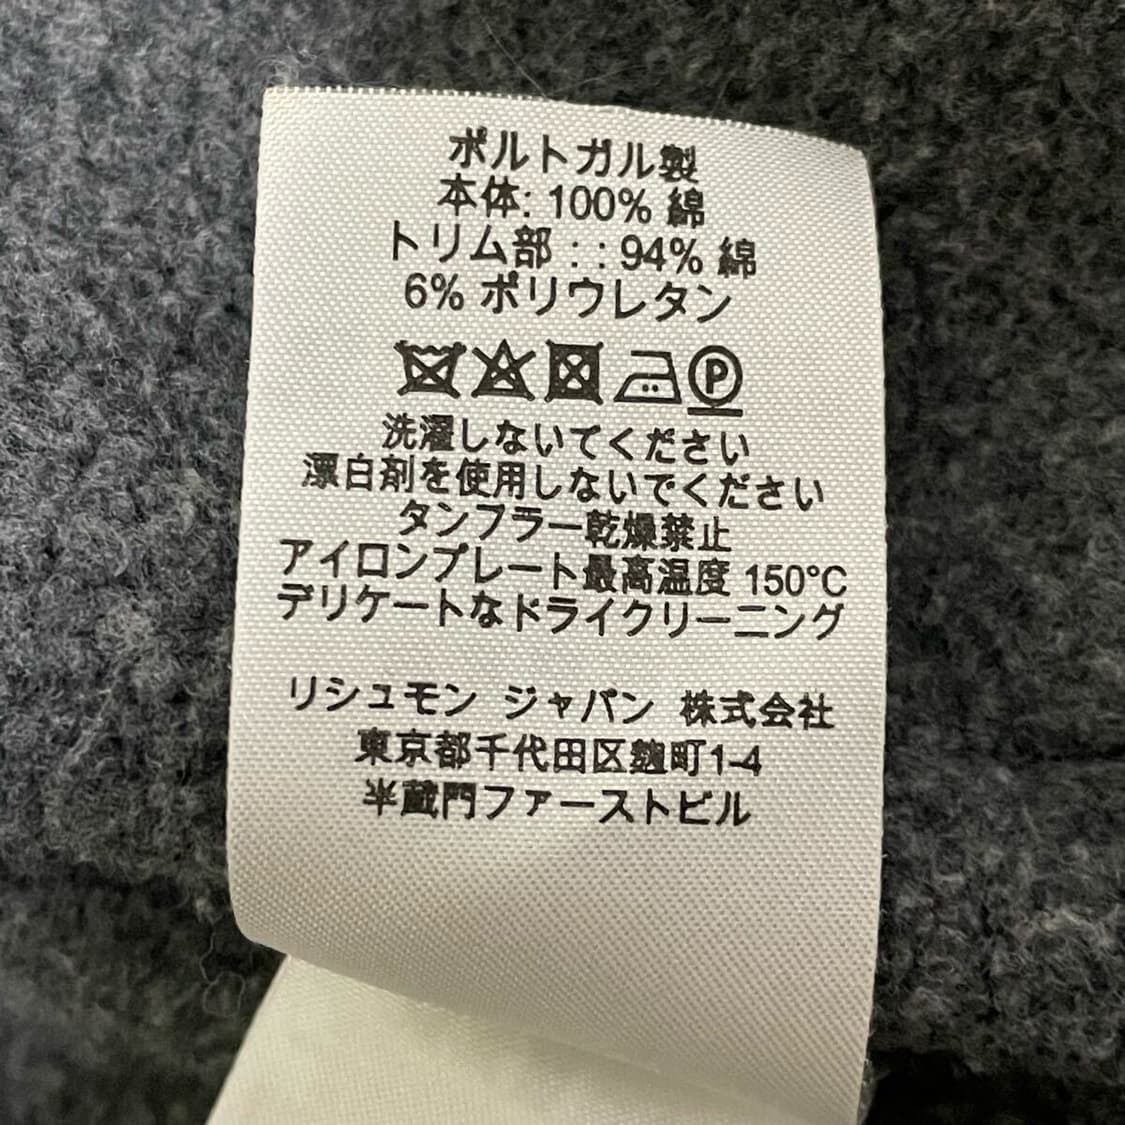 ポルトガル製
本体: 100% 綿
トリム部 : : 94% 綿
6% ポリウレタン
P
洗濯しないてください
漂白剤を使用しないでください
タンブラー乾燥禁止
アイロンプレート最高温度 150°C
デリケートなドライクリーニング
リシュモン ジャパン 株式会社
東京都千代田区麹町1-4
半蔵門ファーストビル